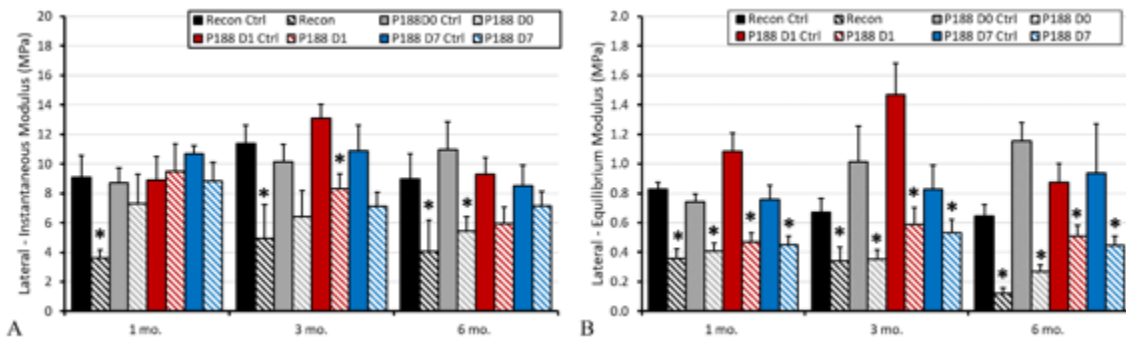 Lateral - Instantaneous Modulus (MPa)
20
18
16
14
12
10
8
6
4
2
0
Recon Ctrl Recon P188D0 Ctrl P188 D0
P188 D1 Ctrl P188 D1 P188 D7 Ctrl P188 D7
* * * * *
1 mo. 3 mo. 6 mo.
A
Lateral - Equilibrium Modulus (MPa)
2.0
1.8
1.6
1.4
1.2
1.0
0.8
0.6
0.4
0.2
0.0
Recon Ctrl Recon P188 D0 Ctrl P188 D0
P188 D1 Ctrl P188 D1 P188 D7 Ctrl P188 D7
* * * * * * * * * * * *
1 mo. 3 mo. 6 mo.
B